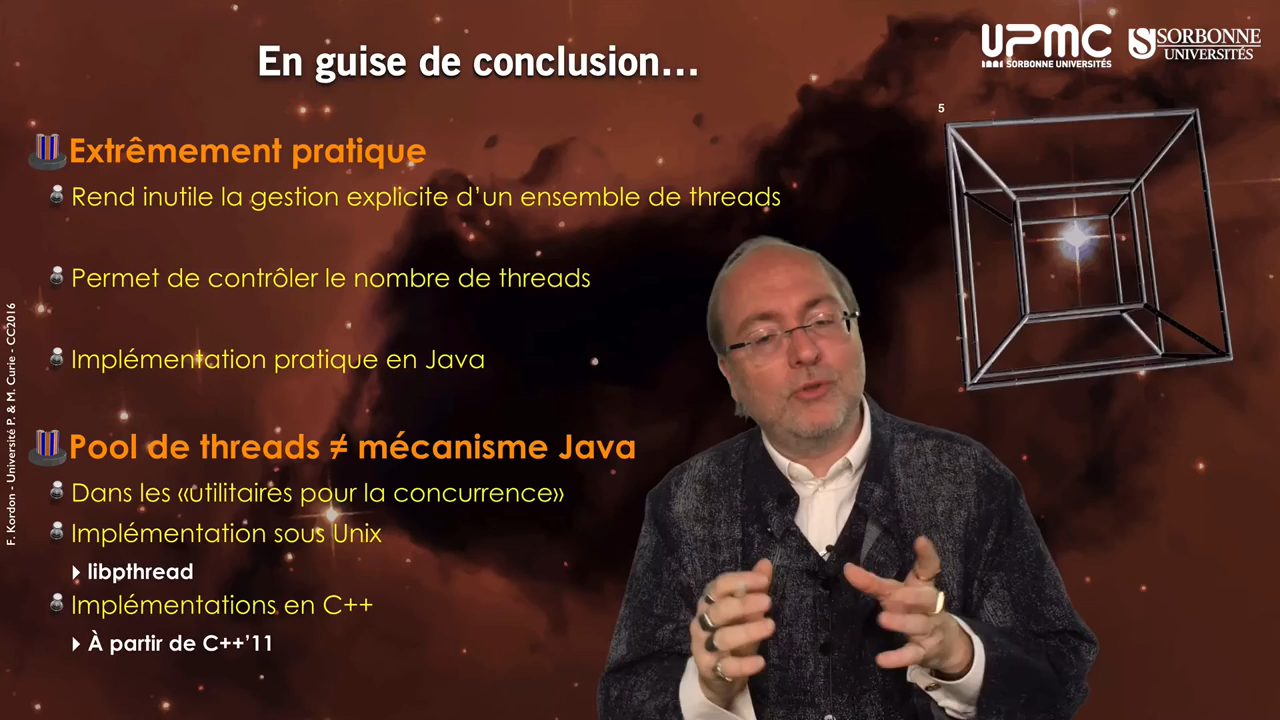 En guise de conclusion...
UPMC
SORBONNE UNIVERSITÉS
SORBONNE
UNIVERSITÉS
5
Extrêmement pratique
Rend inutile la gestion explicite d’un ensemble de threads
Permet de contrôler le nombre de threads
Implémentation pratique en Java
Pool de threads ≠ mécanisme Java
Dans les «utilitaires pour la concurrence»
Implémentation sous Unix
libpthread
Implémentations en C++
À partir de C++’11
F. Kordon - Université P. & M. Curie - CC2016